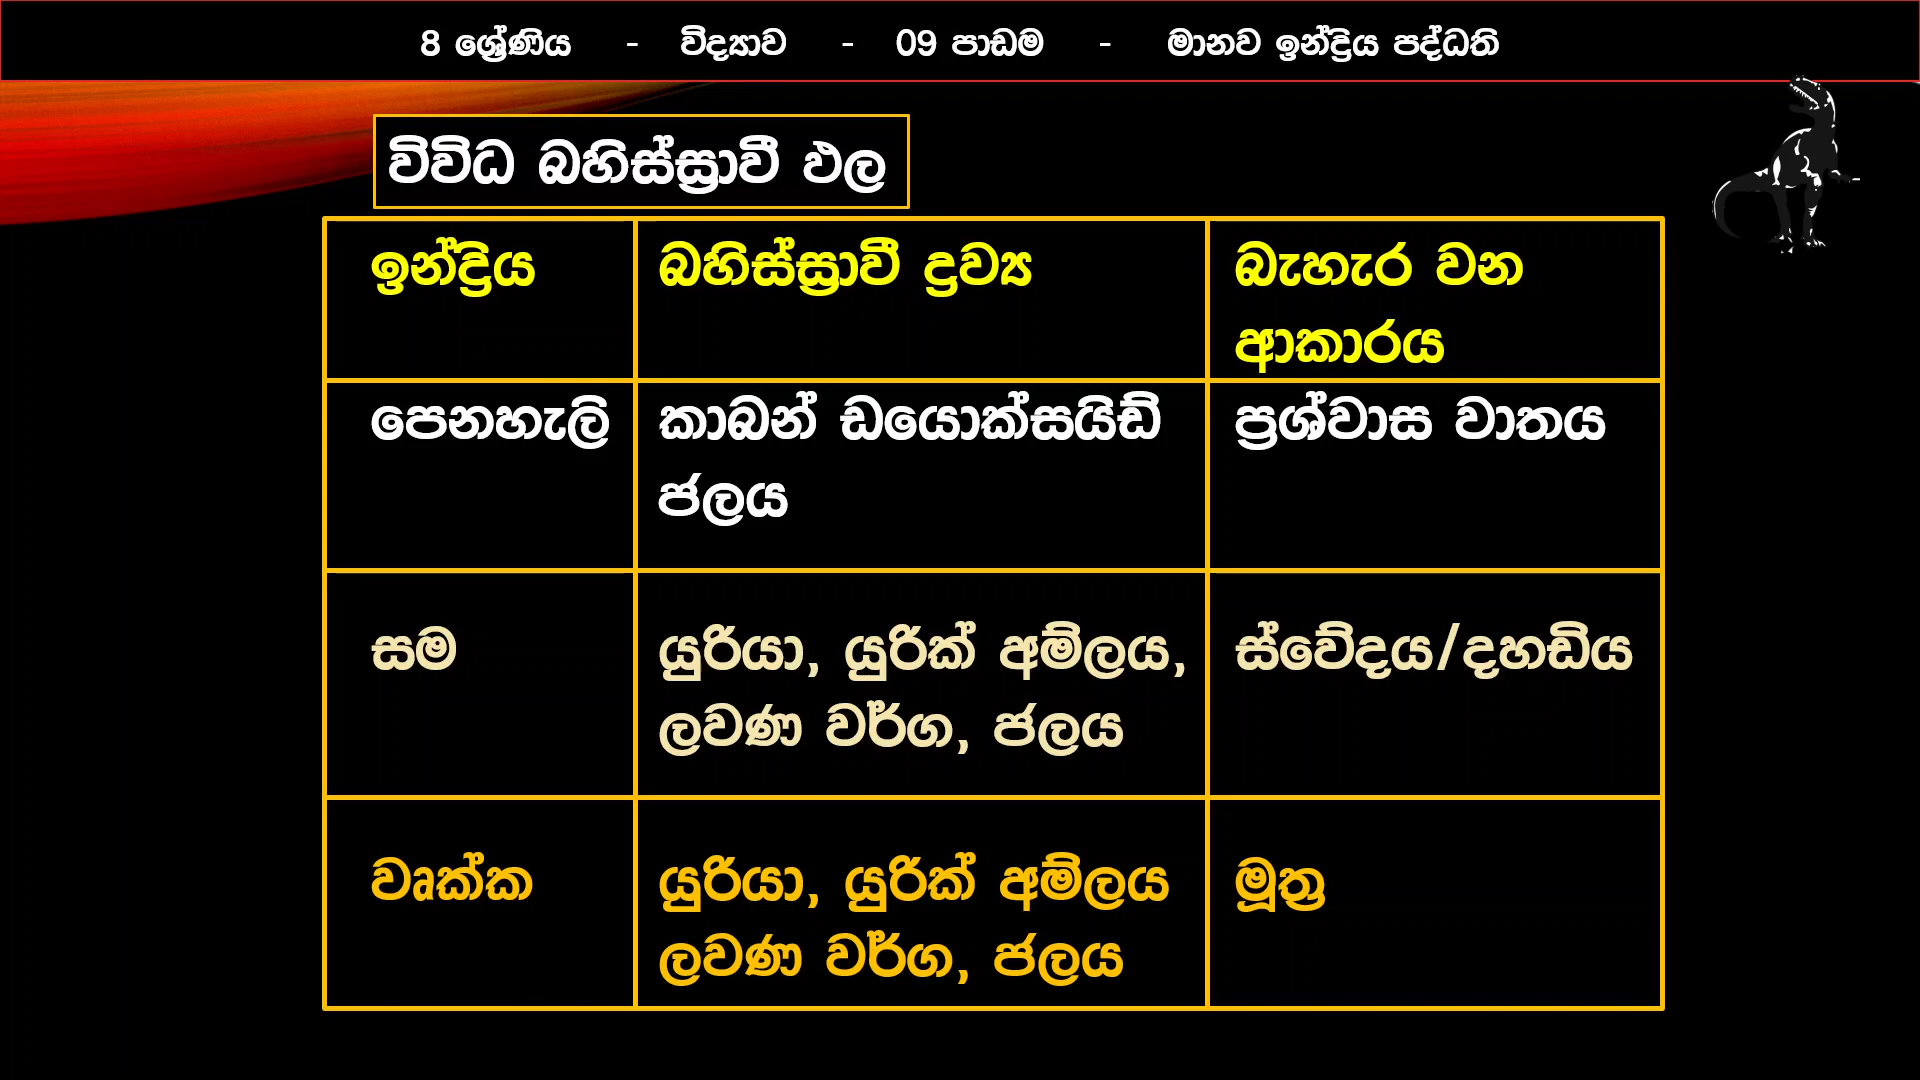 8 ශ්‍රේණිය - විද්‍යාව - 09 පාඩම - මානව ඉන්ද්‍රිය පද්ධති
විවිධ බහිස්ස්‍රාවී ඵල
ඉන්ද්‍රිය
බහිස්ස්‍රාවී ද්‍රව්‍ය
බැහැර වන
ආකාරය
පෙනහැලි
කාබන් ඩයොක්සයිඩ්
ජලය
ප්‍රශ්වාස වාතය
සම
යුරියා, යුරික් අම්ලය,
ලවණ වර්ග, ජලය
ස්වේදය/දහඩිය
වෘක්ක
යුරියා, යුරික් අම්ලය
ලවණ වර්ග, ජලය
මූත්‍ර